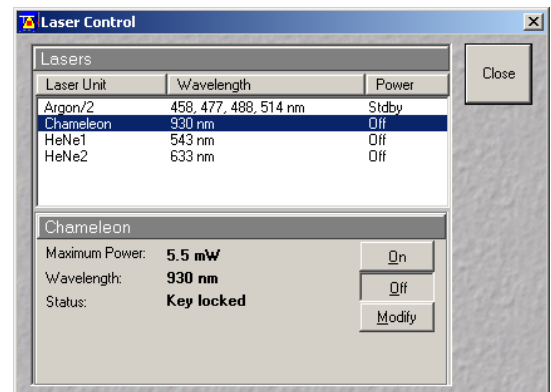 Laser Control
Lasers
Laser Unit Wavelength Power
Argon/2 458, 477, 488, 514 nm Stdby
Chameleon 930 nm Off
HeNe1 543 nm Off
HeNe2 633 nm Off
Close
Chameleon
Maximum Power: 5.5 mW
On
Wavelength: 930 nm
Off
Status: Key locked
Modify